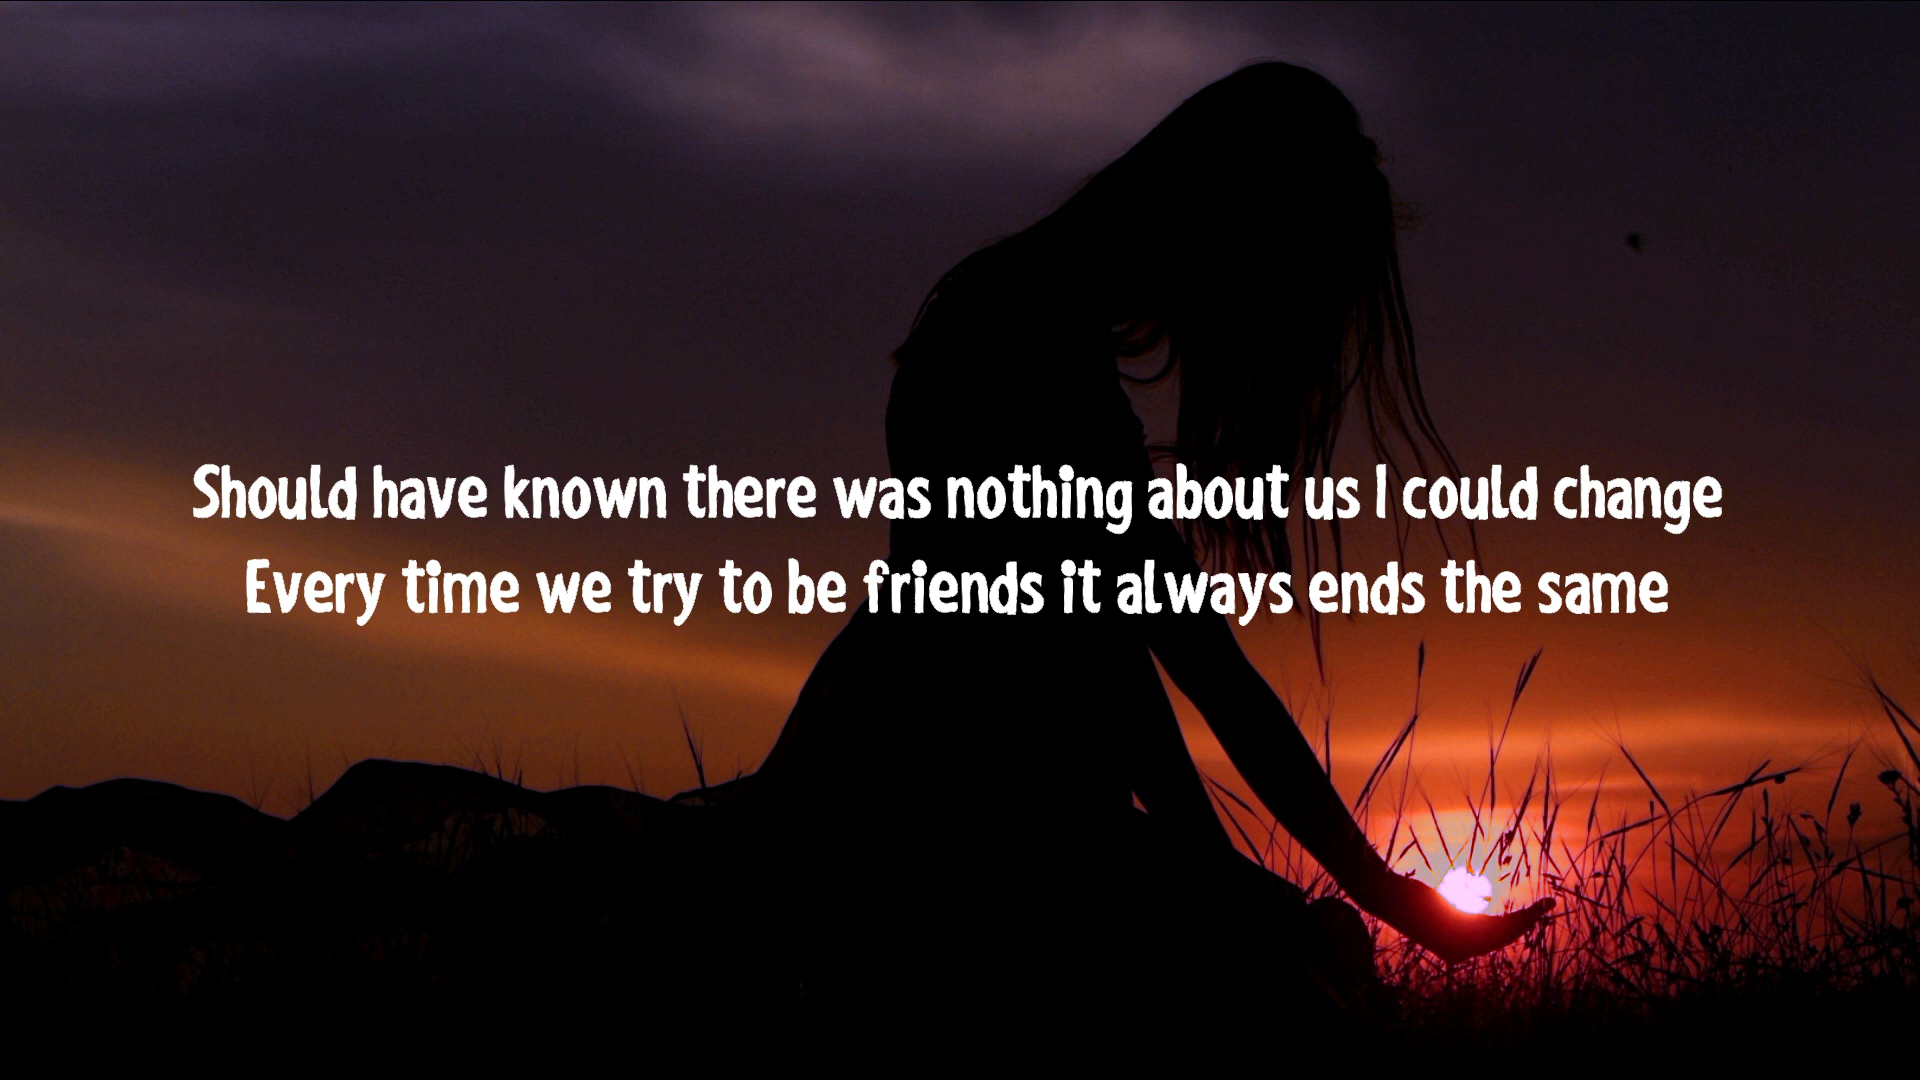 Should have known there was nothing about us I could change
Every time we try to be friends it always ends the same